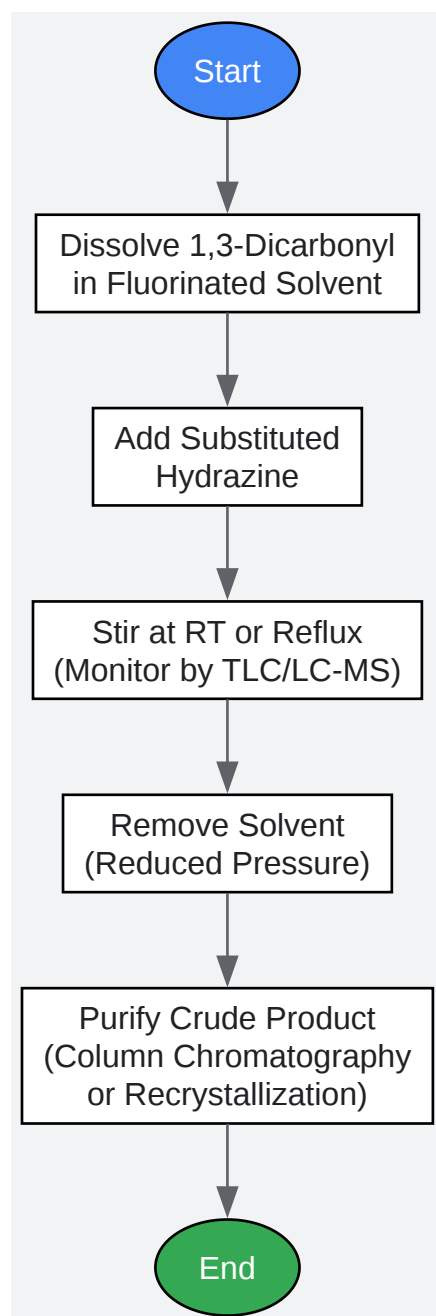 Start
Dissolve 1,3-Dicarbonyl
in Fluorinated Solvent
Add Substituted
Hydrazine
Stir at RT or Reflux
(Monitor by TLC/LC-MS)
Remove Solvent
(Reduced Pressure)
Purify Crude Product
(Column Chromatography
or Recrystallization)
End